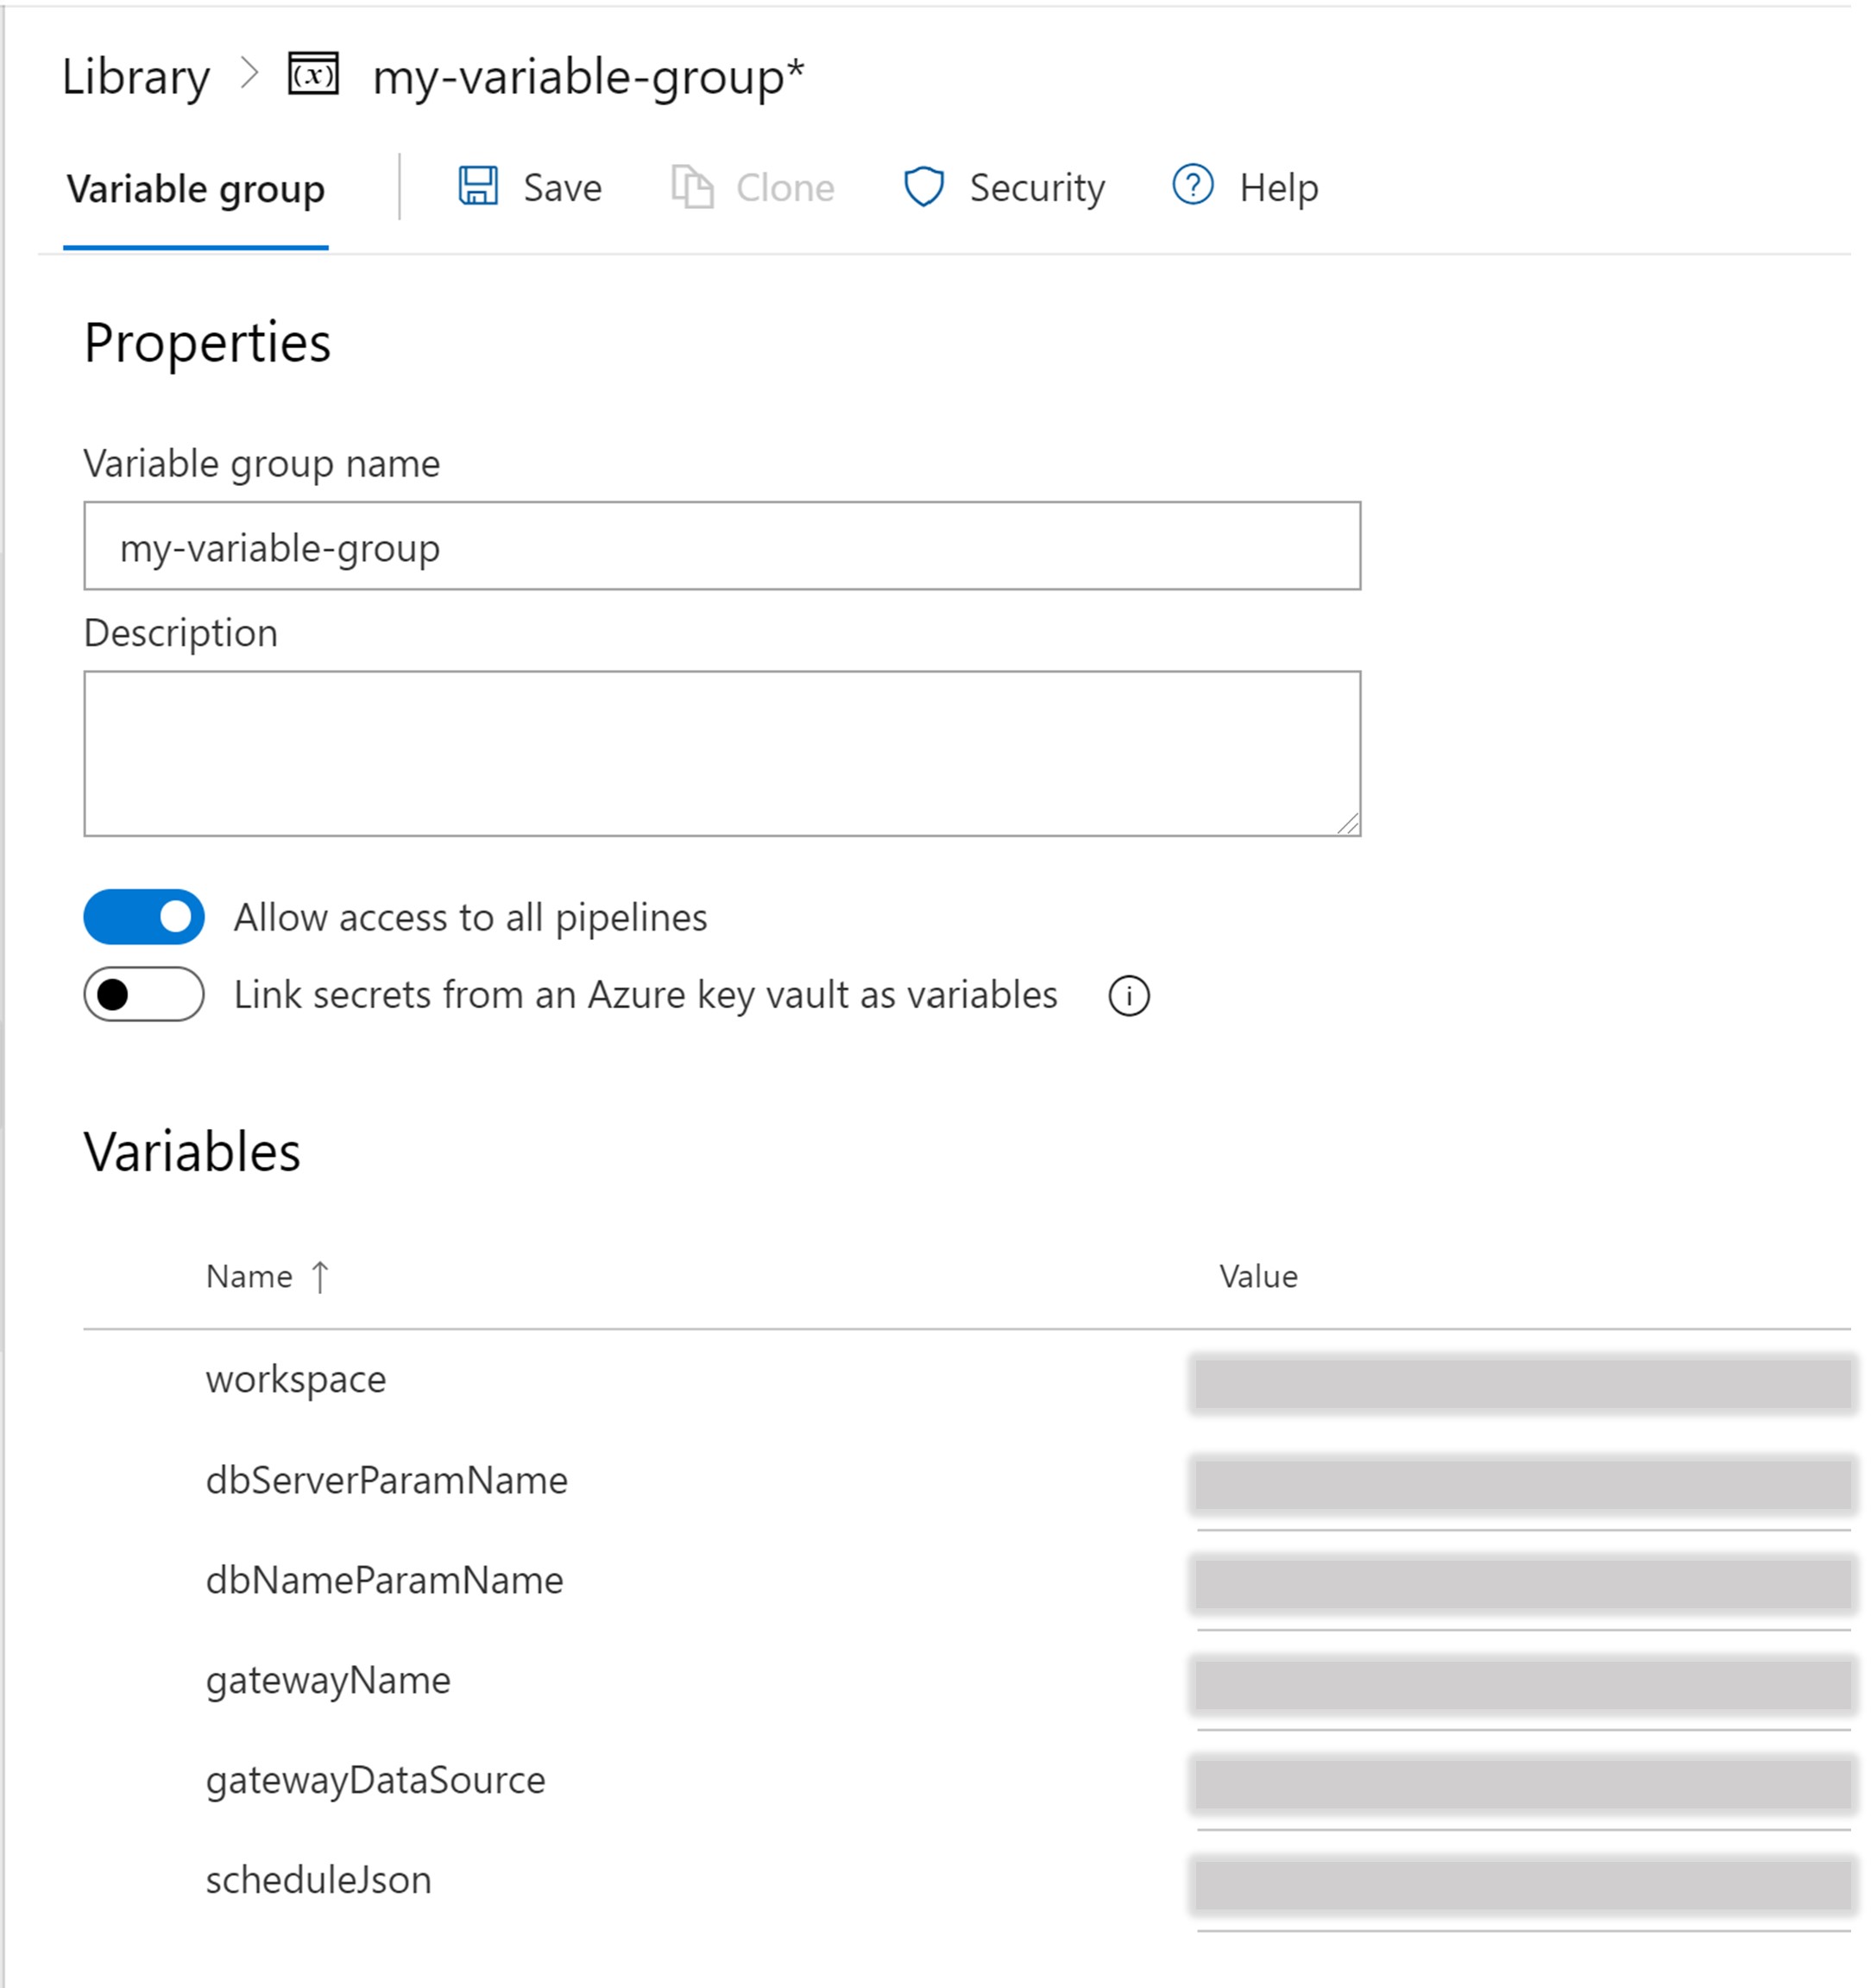 Library > (x) my-variable-group*
Variable group Save Clone Security Help
Properties
Variable group name
my-variable-group
Description
Allow access to all pipelines
Link secrets from an Azure key vault as variables
Variables
Name ↑ Value
workspace
dbServerParamName
dbNameParamName
gatewayName
gatewayDataSource
scheduleJson